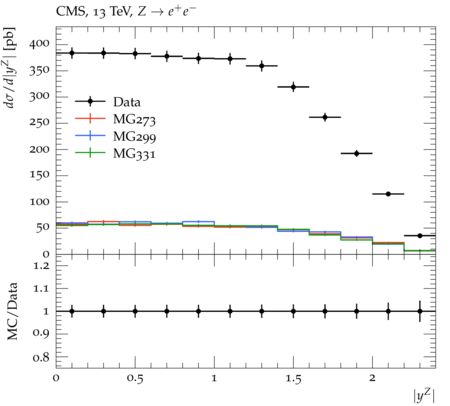 CMS, 13 TeV, Z → e⁺e⁻
dσ/d|y^Z| [pb]
400
350
300
250
200
150
100
50
0
Data
MG273
MG299
MG331
MC/Data
1.2
1.1
1
0.9
0.8
0 0.5 1 1.5 2
|y^Z|